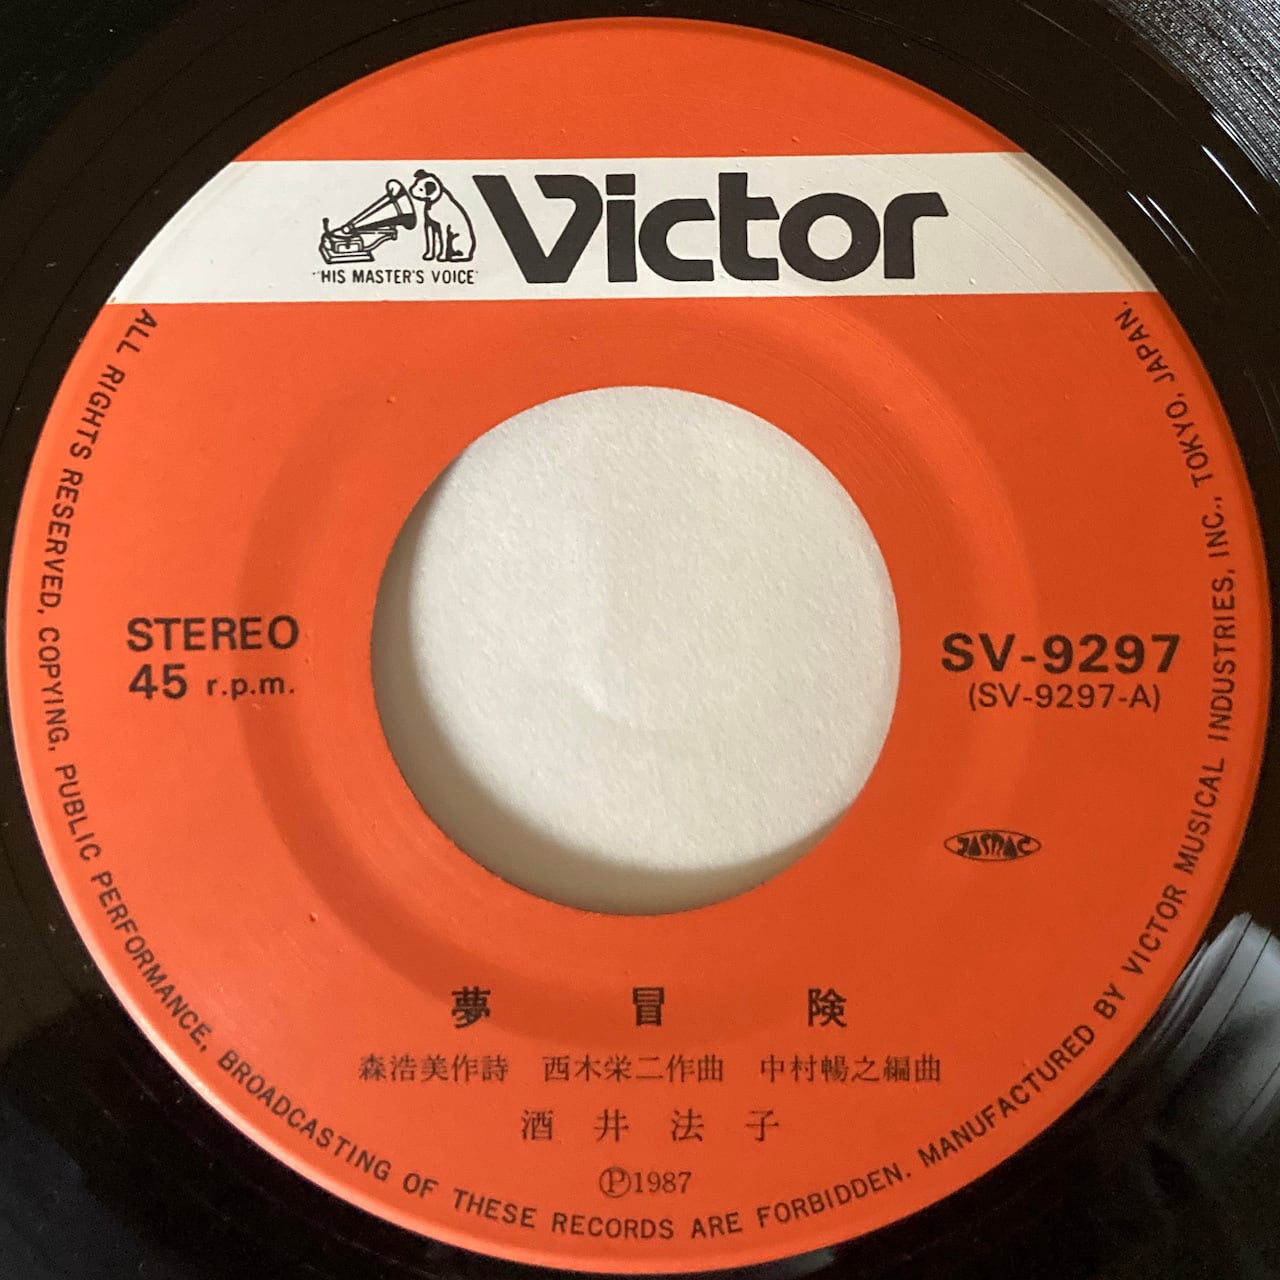 Victor
"HIS MASTER'S VOICE"
STEREO
45 r.p.m.
SV-9297
(SV-9297-A)
JASRAC
夢冒険
森浩美作詩 西木栄二作曲 中村暢之編曲
酒井法子
Ⓟ1987
ALL RIGHTS RESERVED, COPYING, PUBLIC PERFORMANCE, BROADCASTING OF THESE RECORDS ARE FORBIDDEN. MANUFACTURED BY VICTOR MUSICAL INDUSTRIES, INC., TOKYO, JAPAN.